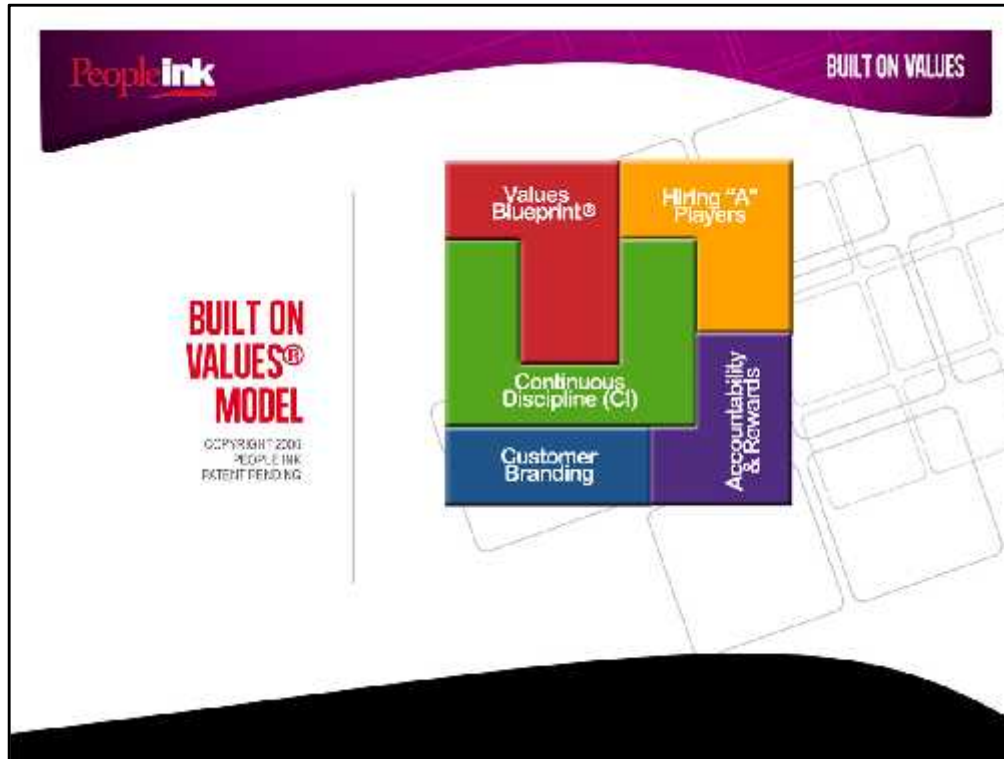 Peopleink
BUILT ON VALUES
Values
Blueprint®
Hiring "A"
Players
BUILT ON
VALUES®
MODEL
COPYRIGHT
PEOPLE INK
PATENT PENDING
Continuous
Discipline (CI)
Customer
Branding
Accountability
& Rewards